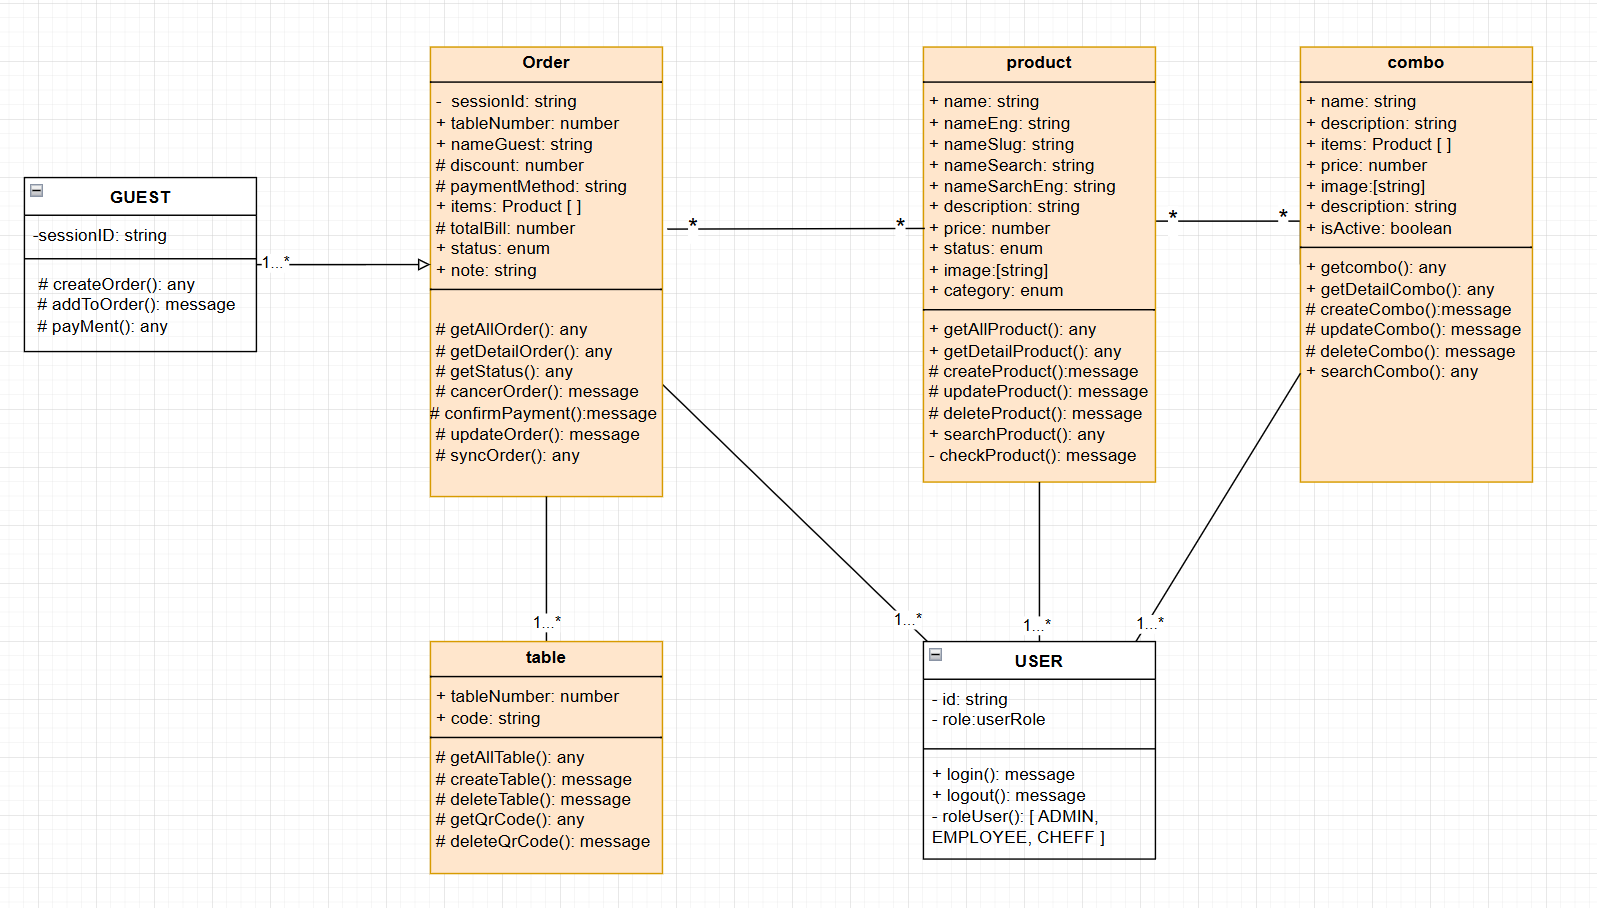 GUEST
-sessionID: string
# createOrder(): any
# addToOrder(): message
# payMent(): any
1...*
Order
- sessionId: string
+ tableNumber: number
+ nameGuest: string
# discount: number
# paymentMethod: string
+ items: Product [ ]
# totalBill: number
+ status: enum
+ note: string
# getAllOrder(): any
# getDetailOrder(): any
# getStatus(): any
# cancerOrder(): message
# confirmPayment():message
# updateOrder(): message
# syncOrder(): any
*
*
product
+ name: string
+ nameEng: string
+ nameSlug: string
+ nameSearch: string
+ nameSarchEng: string
+ description: string
+ price: number
+ status: enum
+ image:[string]
+ category: enum
+ getAllProduct(): any
+ getDetailProduct(): any
# createProduct():message
# updateProduct(): message
# deleteProduct(): message
+ searchProduct(): any
- checkProduct(): message
*
*
combo
+ name: string
+ description: string
+ items: Product [ ]
+ price: number
+ image:[string]
+ description: string
+ isActive: boolean
+ getcombo(): any
+ getDetailCombo(): any
# createCombo():message
# updateCombo(): message
# deleteCombo(): message
+ searchCombo(): any
1...*
1...*
1...*
1...*
table
+ tableNumber: number
+ code: string
# getAllTable(): any
# createTable(): message
# deleteTable(): message
# getQrCode(): any
# deleteQrCode(): message
USER
- id: string
- role:userRole
+ login(): message
+ logout(): message
- roleUser(): [ ADMIN,
EMPLOYEE, CHEFF ]